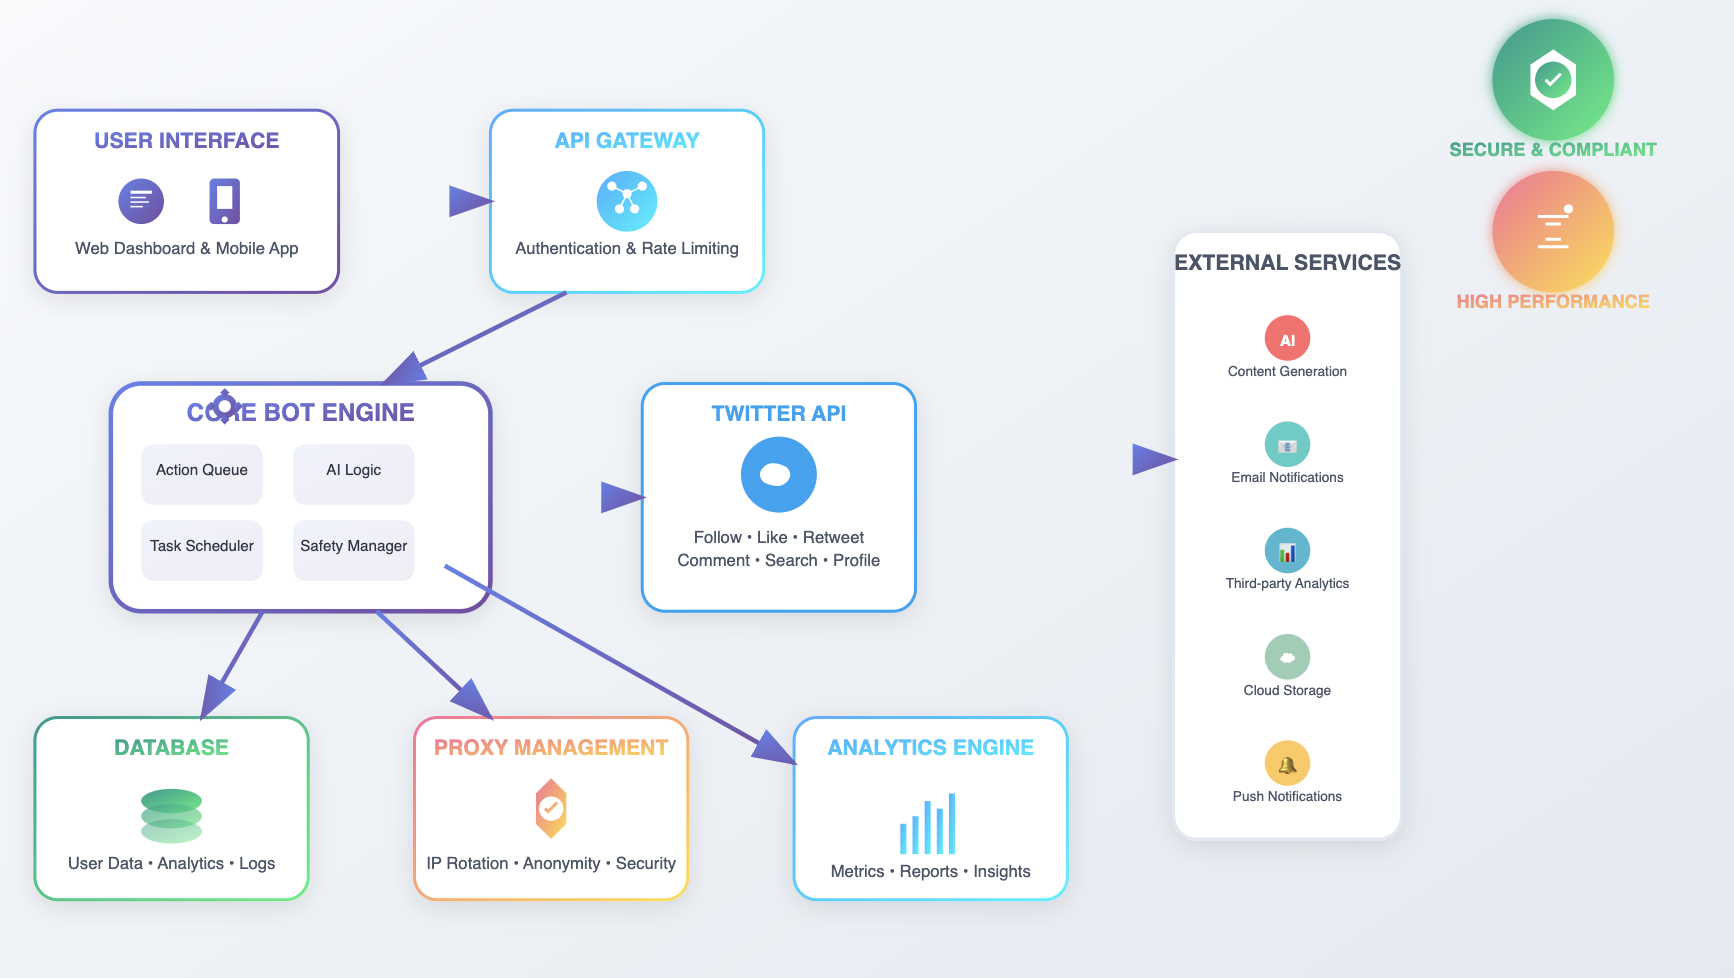 SECURE & COMPLIANT
HIGH PERFORMANCE
USER INTERFACE
Web Dashboard & Mobile App
API GATEWAY
Authentication & Rate Limiting
CORE BOT ENGINE
Action Queue
AI Logic
Task Scheduler
Safety Manager
TWITTER API
Follow • Like • Retweet
Comment • Search • Profile
EXTERNAL SERVICES
AI
Content Generation
Email Notifications
Third-party Analytics
Cloud Storage
Push Notifications
DATABASE
User Data • Analytics • Logs
PROXY MANAGEMENT
IP Rotation • Anonymity • Security
ANALYTICS ENGINE
Metrics • Reports • Insights